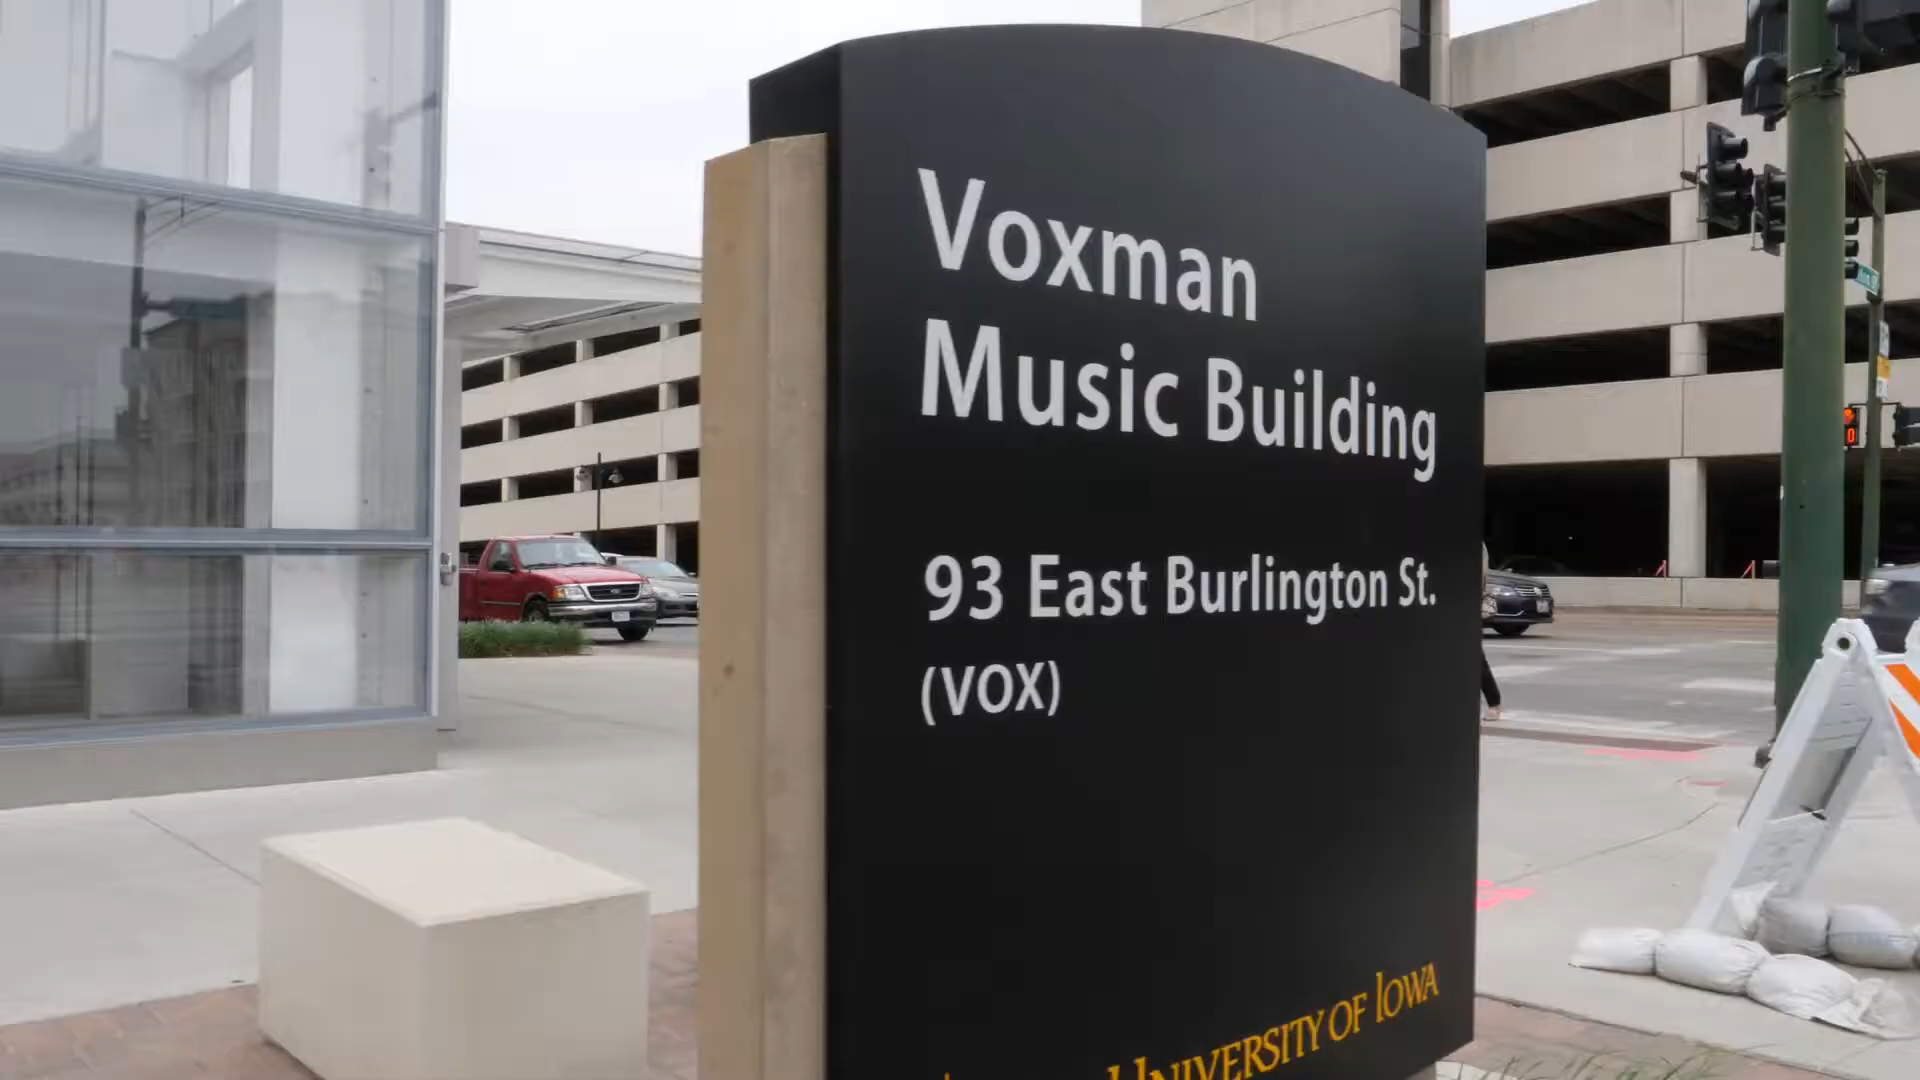 Voxman
Music Building
93 East Burlington St.
(VOX)
UNIVERSITY OF IOWA